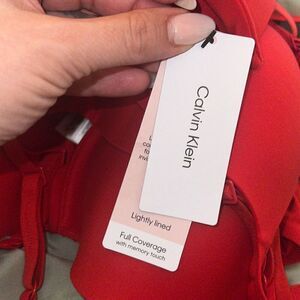 Calvin Klein
Lightly lined
Full Coverage
with memory touch